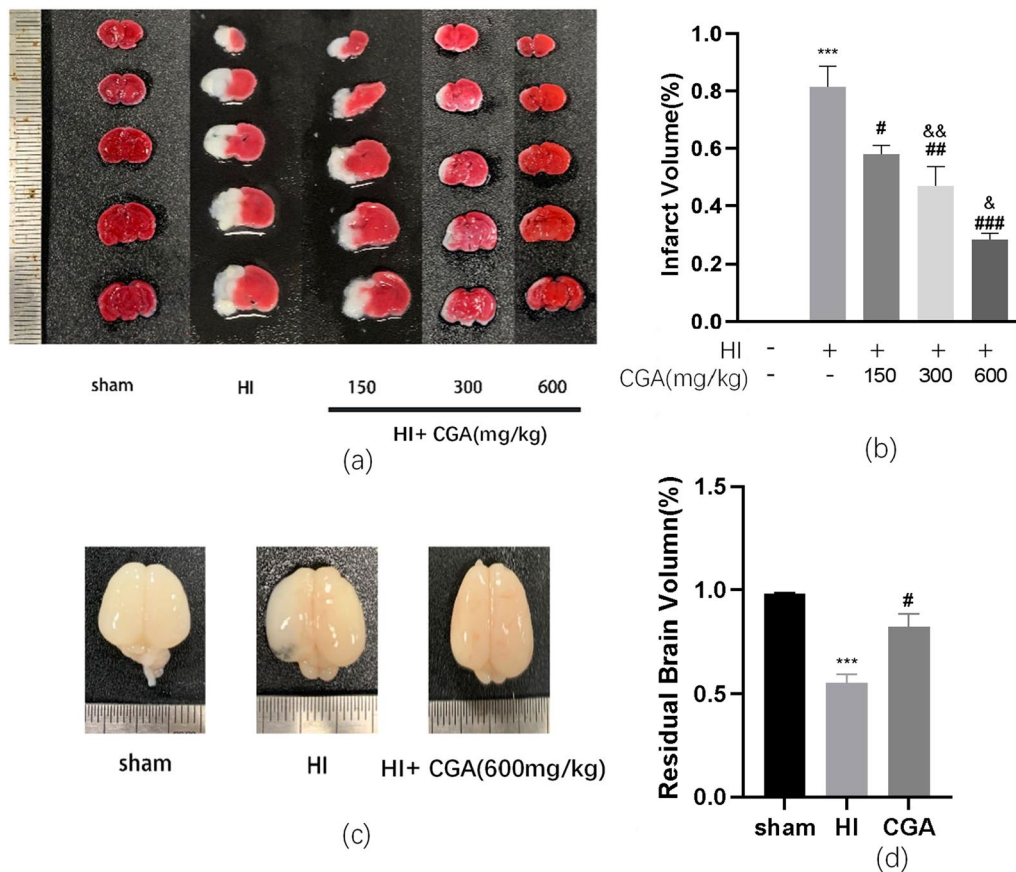 sham HI 150 300 600
HI+ CGA(mg/kg)
(a)
Infarct Volume(%)
1.0
0.8
0.6
0.4
0.2
0.0
***
#
&&
##
&
###
HI - + + + +
CGA(mg/kg) - - 150 300 600
(b)
sham HI HI+ CGA(600mg/kg)
(c)
Residual Brain Volumn(%)
1.5
1.0
0.5
0.0
***
#
sham HI CGA
(d)